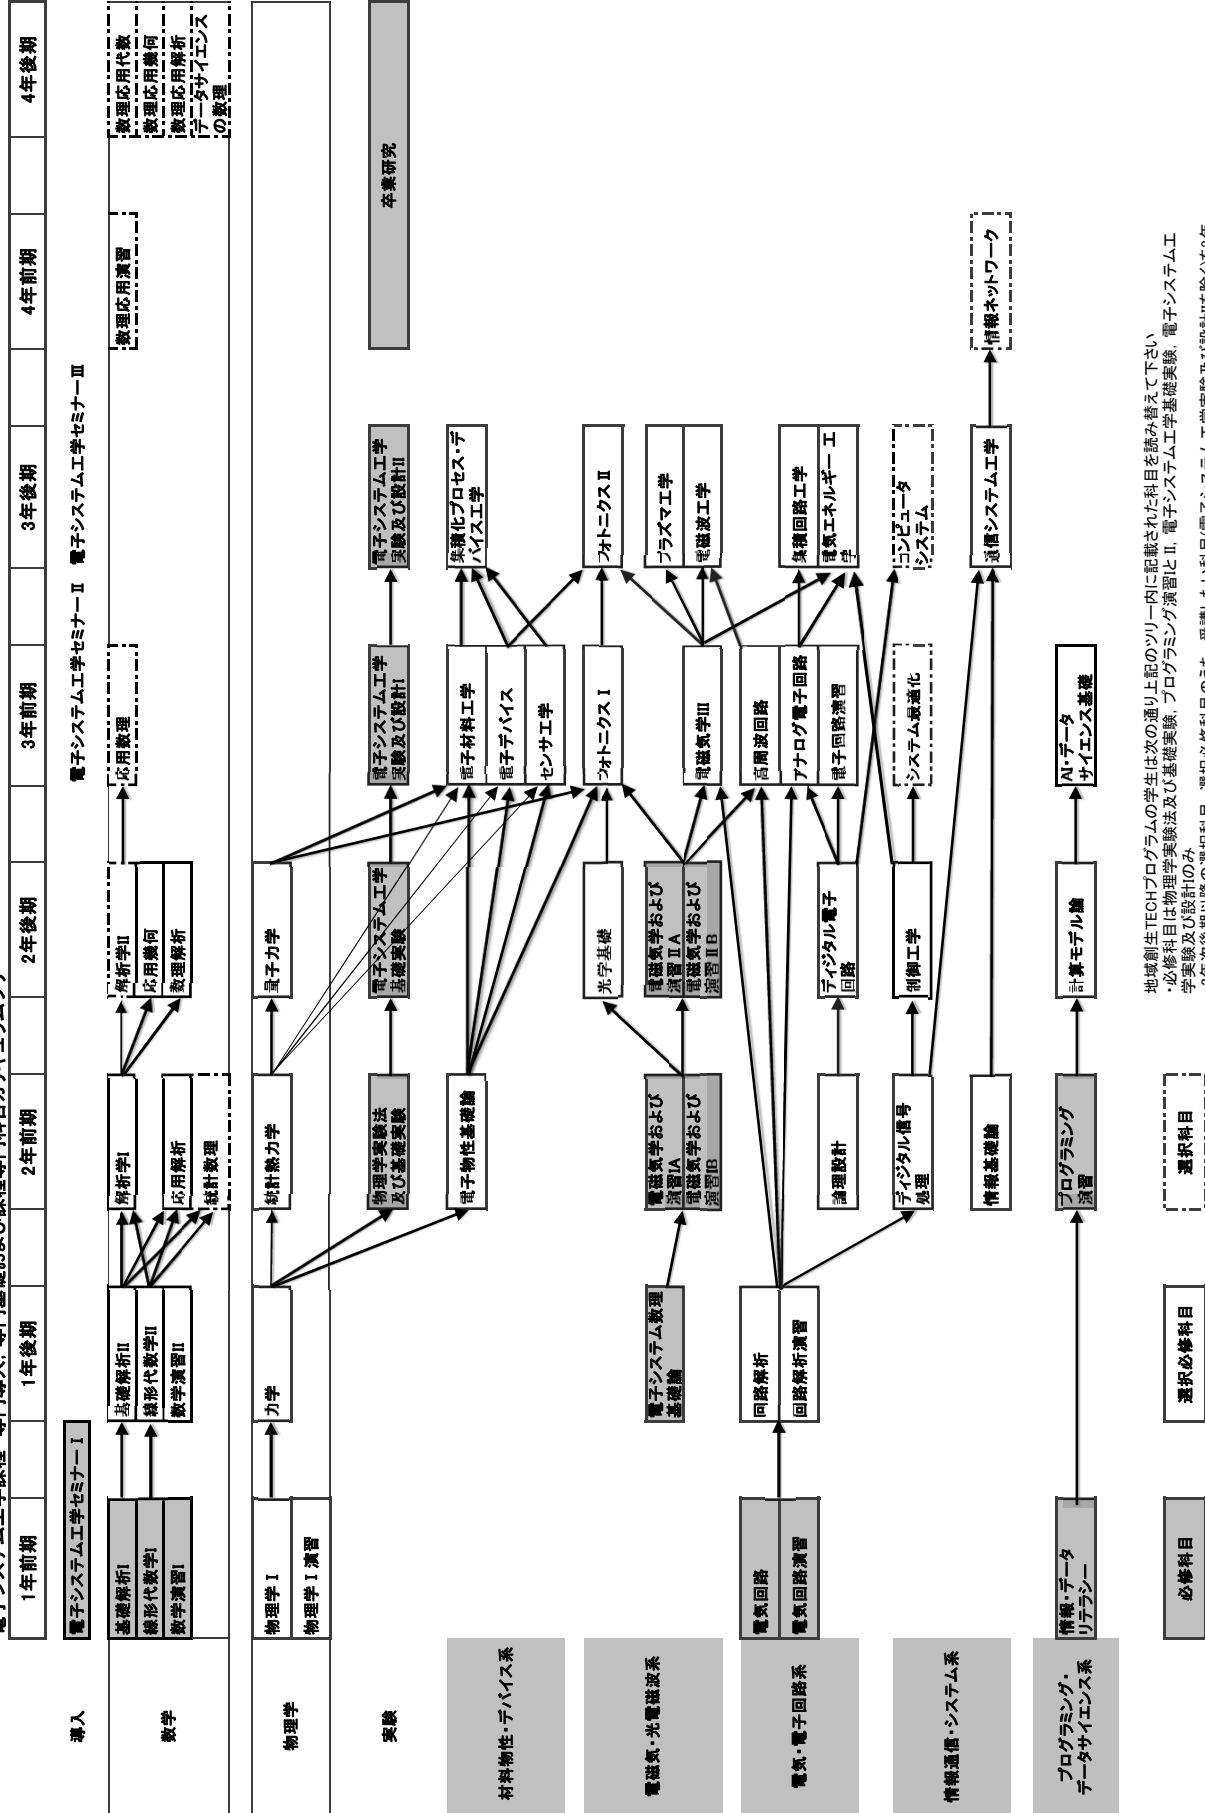 1年前期
1年後期
2年前期
2年後期
3年前期
3年後期
4年前期
4年後期
導入
電子システム工学セミナーⅠ
電子システム工学セミナーⅡ
電子システム工学セミナーⅢ
数学
基礎解析Ⅰ
線形代数学Ⅰ
数学演習Ⅰ
基礎解析Ⅱ
線形代数学Ⅱ
数学演習Ⅱ
解析学Ⅰ
応用解析
統計数理
解析学Ⅱ
応用幾何
数理解析
応用数理
数理応用演習
数理応用代数
数理応用幾何
数理応用解析
データサイエンス
の数理
物理学
物理学Ⅰ
物理学Ⅰ演習
力学
統計熱力学
量子力学
実験
物理学実験法
及び基礎実験
電子システム工学
基礎実験
電子システム工学
実験及び設計Ⅰ
電子システム工学
実験及び設計Ⅱ
卒業研究
材料物性・デバイス系
電子物性基礎論
電子材料工学
電子デバイス
センサ工学
集積化プロセス・デ
バイス工学
電磁気・光電磁波系
電子システム数理
基礎論
電磁気学および
演習ⅠA
電磁気学および
演習ⅠB
光学基礎
電磁気学および
演習ⅡA
電磁気学および
演習ⅡB
フォトニクスⅠ
電磁気学Ⅲ
フォトニクスⅡ
プラズマ工学
電磁波工学
電気・電子回路系
電気回路
電気回路演習
回路解析
回路解析演習
論理設計
ディジタル電子
回路
高周波回路
アナログ電子回路
電子回路演習
集積回路工学
電気エネルギー工
学
情報通信・システム系
ディジタル信号
処理
情報基礎論
制御工学
システム最適化
コンピュータ
システム
通信システム工学
情報ネットワーク
プログラミング・
データサイエンス系
情報・データ
リテラシー
プログラミング
演習
計算モデル論
AI・データ
サイエンス基礎
必修科目
選択必修科目
選択科目
地域創生TECHプログラムの学生は次の通り上記のツリー内に記載された科目を読み替えて下さい
・必修科目は物理学実験法及び基礎実験, プログラミング演習ⅠとⅡ, 電子システム工学基礎実験, 電子システム工
学実験及び設計Ⅰのみ